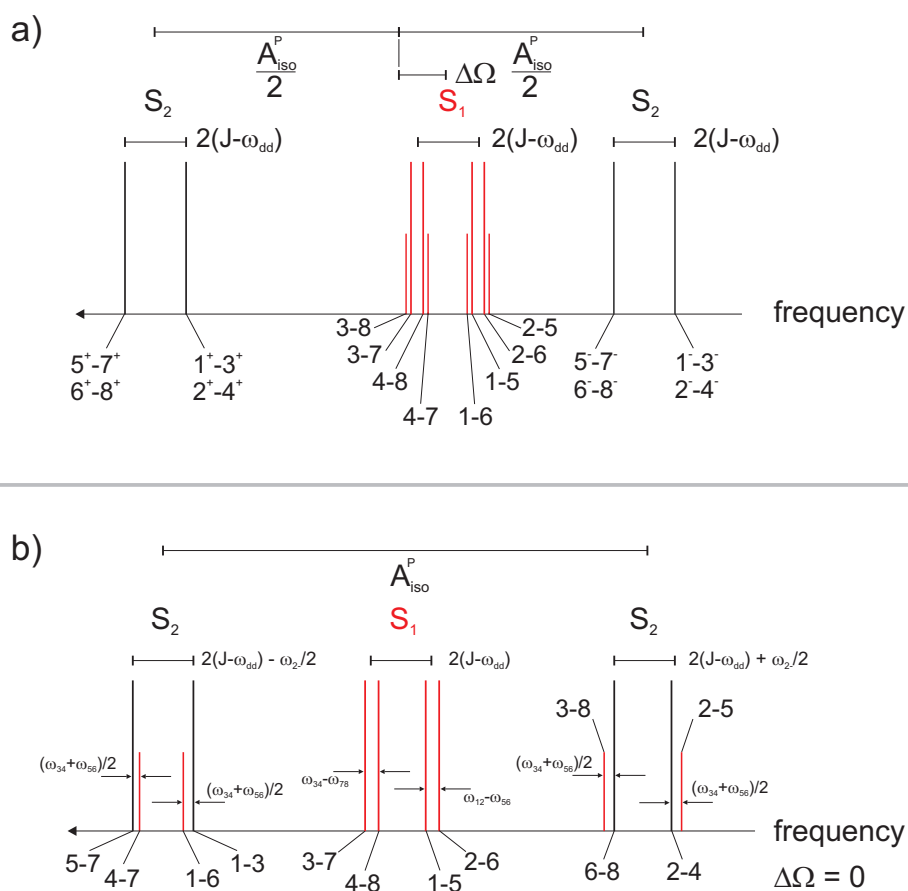 a)
A^P_iso/2 A^P_iso/2
ΔΩ
S₂ S₁ S₂
2(J-ω_dd) 2(J-ω_dd) 2(J-ω_dd)
frequency
3-8 2-5
3-7 2-6
5⁺-7⁺ 1⁺-3⁺ 4-8 1-5 5⁻-7⁻ 1⁻-3⁻
6⁺-8⁺ 2⁺-4⁺ 4-7 1-6 6⁻-8⁻ 2⁻-4⁻
b)
A^P_iso
S₂ S₁ S₂
2(J-ω_dd) - ω_2-/2 2(J-ω_dd) 2(J-ω_dd) + ω_2-/2
3-8 2-5
(ω₃₄+ω₅₆)/2 ω₃₄-ω₇₈ (ω₃₄+ω₅₆)/2
(ω₃₄+ω₅₆)/2 ω₁₂-ω₅₆ (ω₃₄+ω₅₆)/2
frequency
5-7 1-3 3-7 2-6 6-8 2-4
4-7 1-6 4-8 1-5
ΔΩ = 0